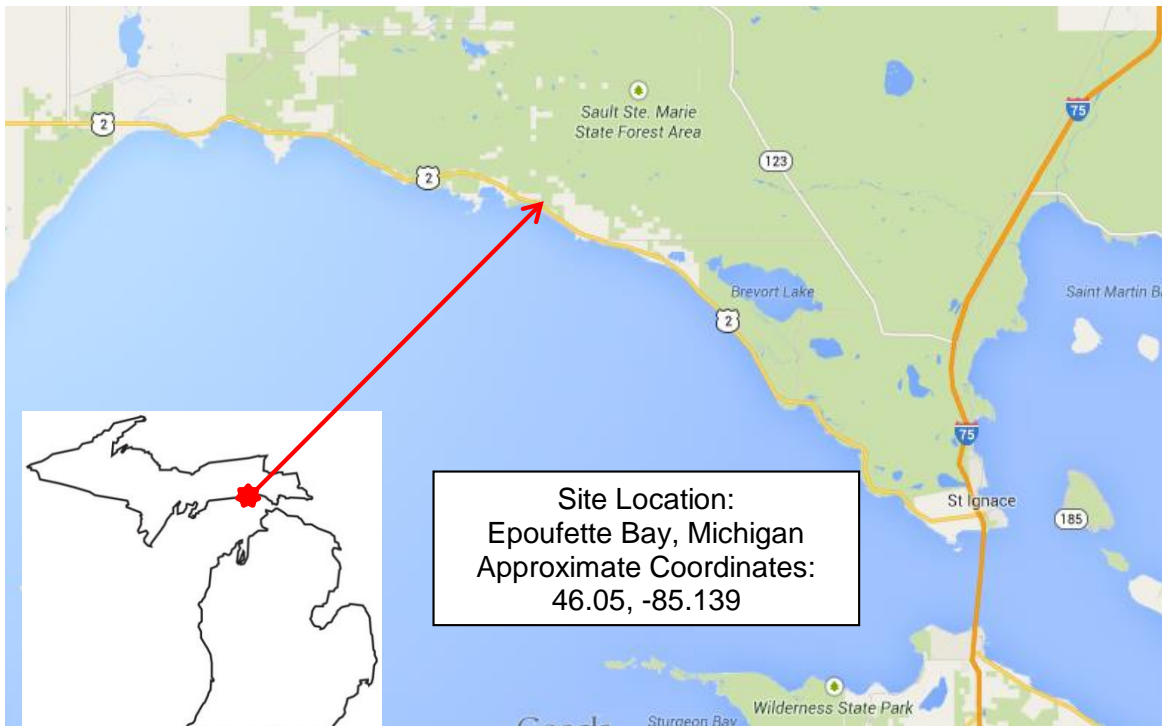 2
Sault Ste. Marie
State Forest Area
75
123
2
Brevort Lake
Saint Martin B
2
75
St Ignace
185
Site Location:
Epoufette Bay, Michigan
Approximate Coordinates:
46.05, -85.139
Wilderness State Park
Sturgeon Bay